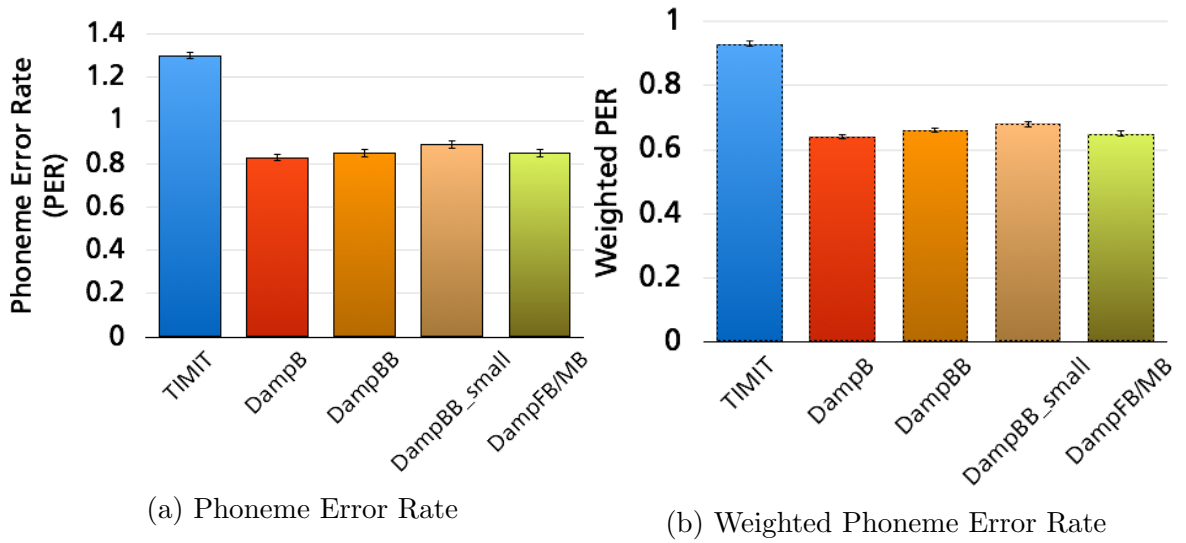 Phoneme Error Rate
(PER)
1.4
1.2
1
0.8
0.6
0.4
0.2
0
TIMIT
DampB
DampBB
DampBB_small
DampFB/MB
(a) Phoneme Error Rate
Weighted PER
1
0.8
0.6
0.4
0.2
0
TIMIT
DampB
DampBB
DampBB_small
DampFB/MB
(b) Weighted Phoneme Error Rate